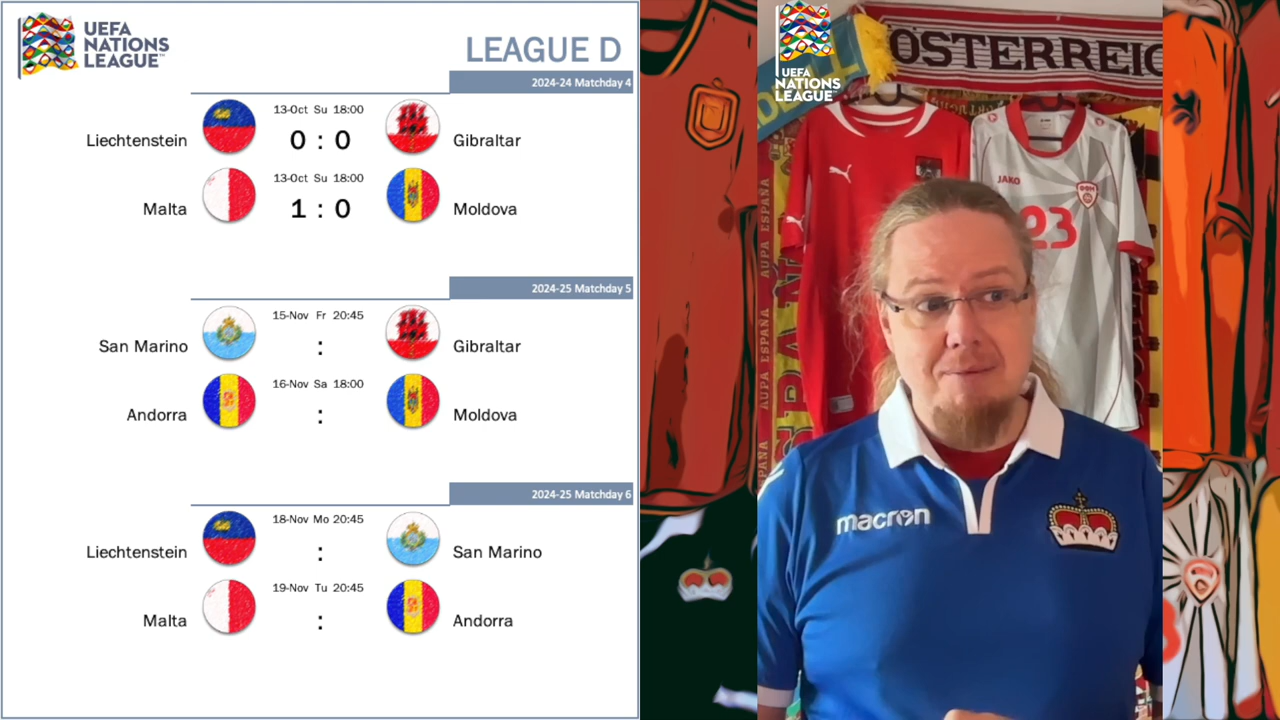 UEFA
NATIONS
LEAGUE™
LEAGUE D
2024-24 Matchday 4
13-Oct Su 18:00
Liechtenstein 0 : 0 Gibraltar
13-Oct Su 18:00
Malta 1 : 0 Moldova
2024-25 Matchday 5
15-Nov Fr 20:45
San Marino : Gibraltar
16-Nov Sa 18:00
Andorra : Moldova
2024-25 Matchday 6
18-Nov Mo 20:45
Liechtenstein : San Marino
19-Nov Tu 20:45
Malta : Andorra
UEFA
NATIONS
LEAGUE
ÖSTERREIC
JAKO
23
AUPA ESPAÑA
AUPA ESPAÑA
macron